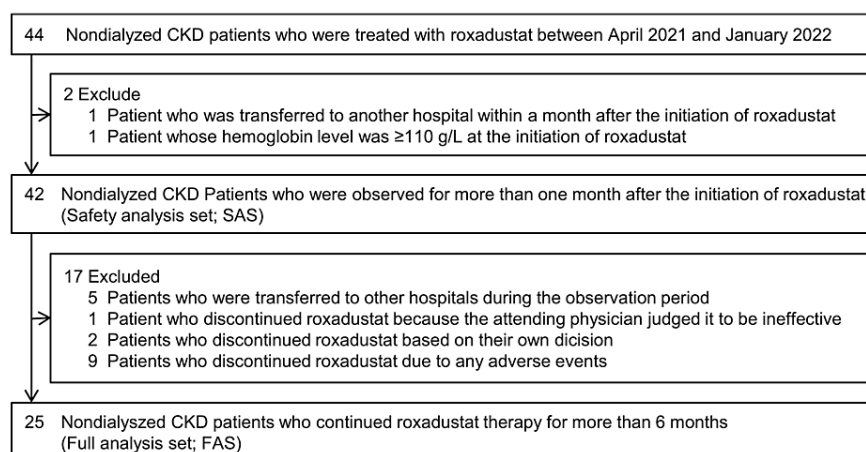 44 Nondialyzed CKD patients who were treated with roxadustat between April 2021 and January 2022
2 Exclude
1 Patient who was transferred to another hospital within a month after the initiation of roxadustat
1 Patient whose hemoglobin level was ≥110 g/L at the initiation of roxadustat
42 Nondialyzed CKD Patients who were observed for more than one month after the initiation of roxadustat
(Safety analysis set; SAS)
17 Excluded
5 Patients who were transferred to other hospitals during the observation period
1 Patient who discontinued roxadustat because the attending physician judged it to be ineffective
2 Patients who discontinued roxadustat based on their own dicision
9 Patients who discontinued roxadustat due to any adverse events
25 Nondialyszed CKD patients who continued roxadustat therapy for more than 6 months
(Full analysis set; FAS)